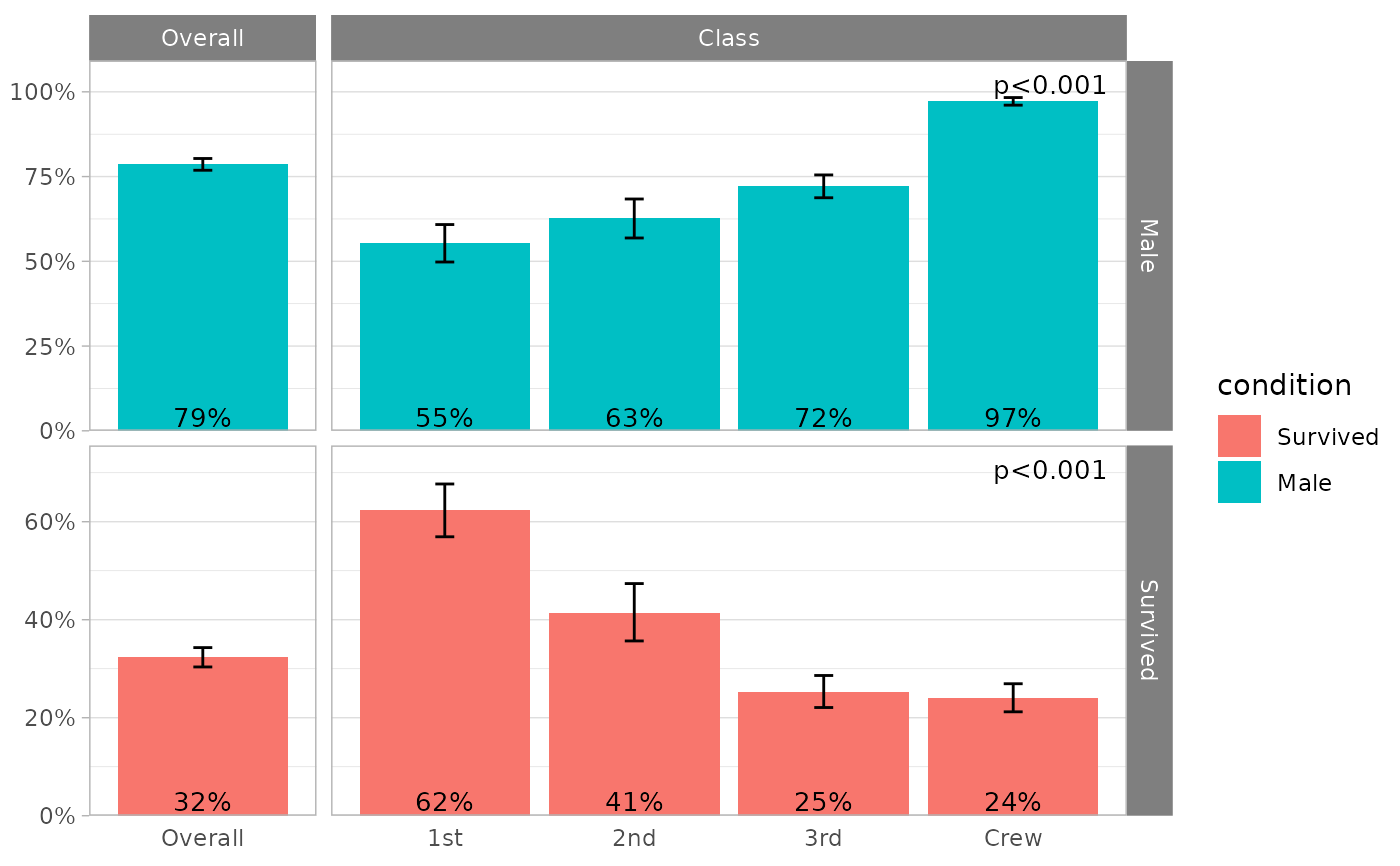 Overall
Class
100%
75%
50%
25%
0%
p<0.001
79%
55%
63%
72%
97%
Male
60%
40%
20%
0%
p<0.001
32%
62%
41%
25%
24%
Survived
Overall
1st
2nd
3rd
Crew
condition
Survived
Male